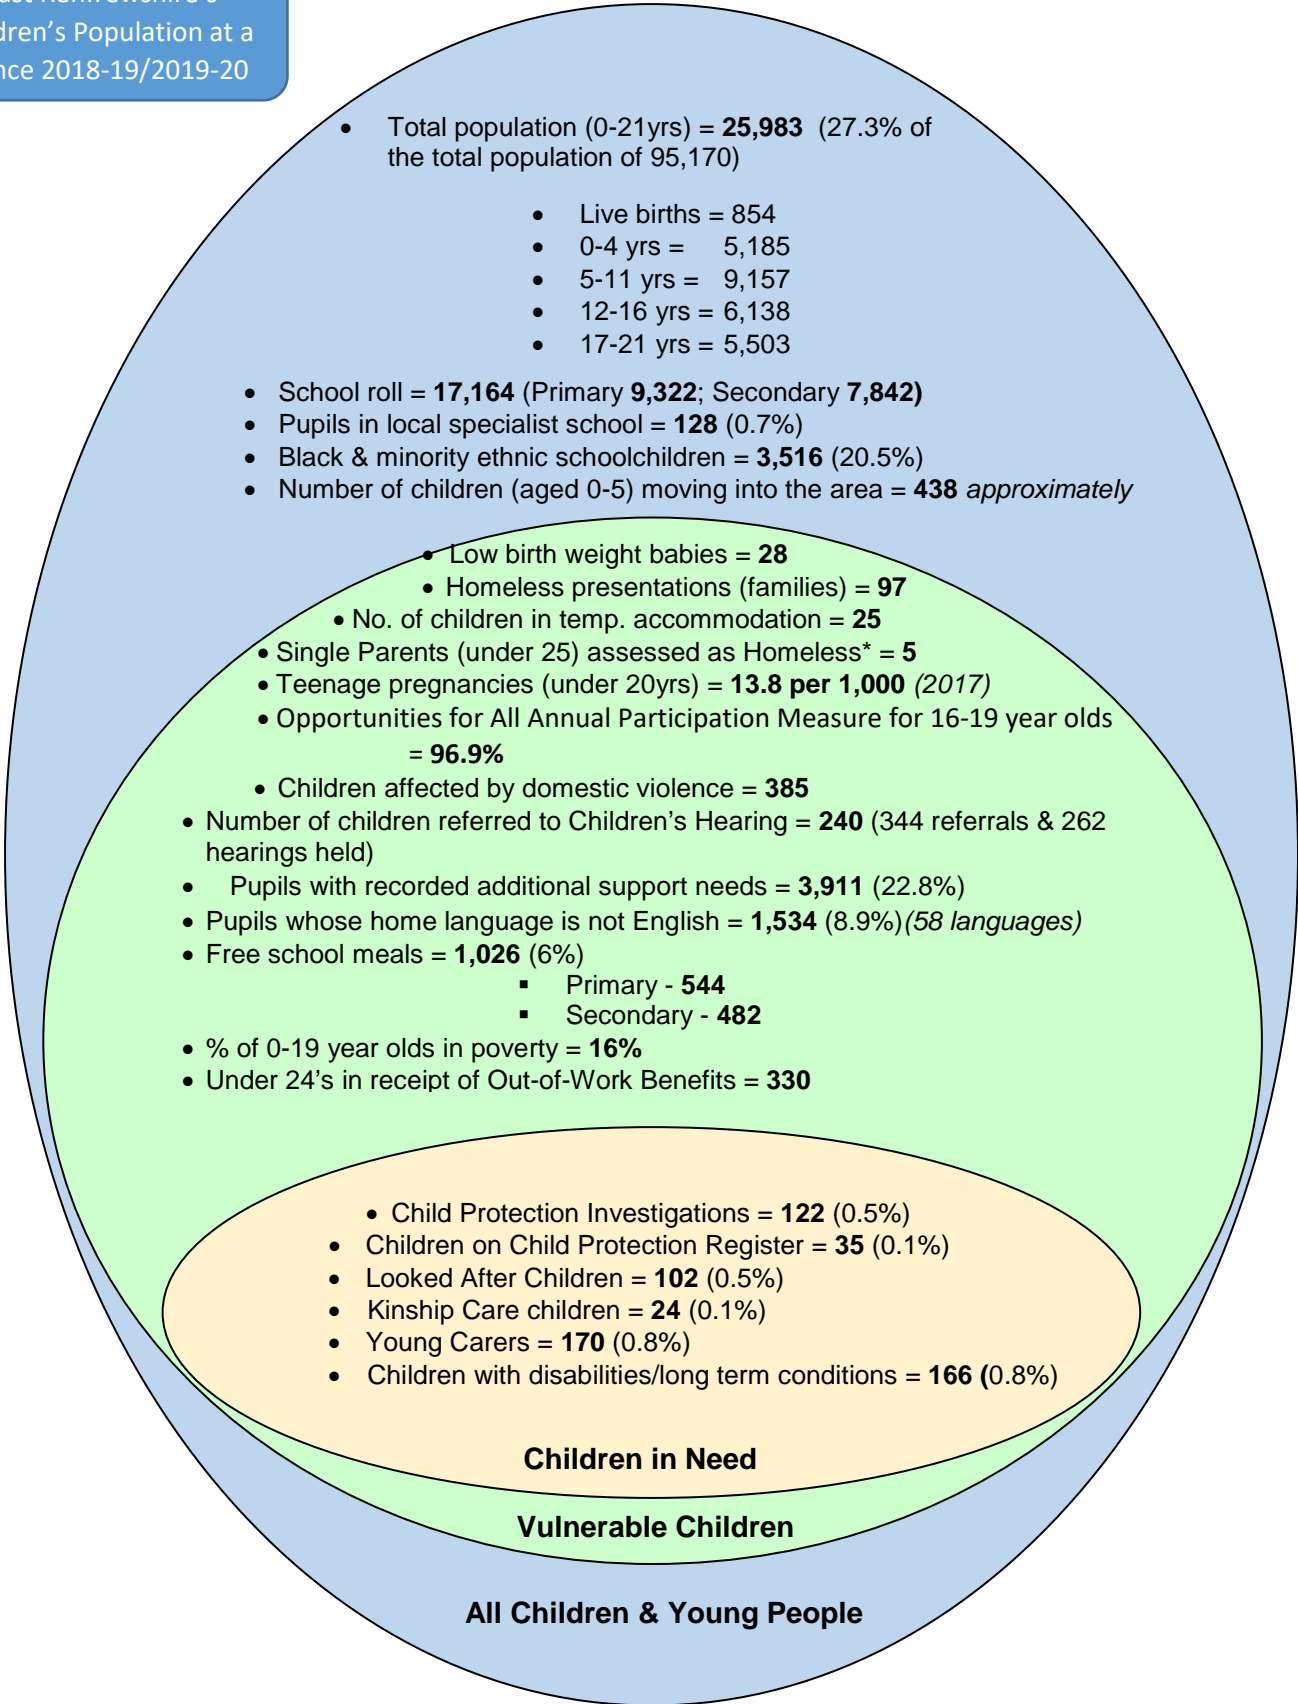 Children's Population at a
2018-19/2019-20
• Total population (0-21yrs) = 25,983 (27.3% of
the total population of 95,170)
• Live births = 854
• 0-4 yrs = 5,185
• 5-11 yrs = 9,157
• 12-16 yrs = 6,138
• 17-21 yrs = 5,503
• School roll = 17,164 (Primary 9,322; Secondary 7,842)
• Pupils in local specialist school = 128 (0.7%)
• Black & minority ethnic schoolchildren = 3,516 (20.5%)
• Number of children (aged 0-5) moving into the area = 438 approximately
• Low birth weight babies = 28
• Homeless presentations (families) = 97
• No. of children in temp. accommodation = 25
• Single Parents (under 25) assessed as Homeless* = 5
• Teenage pregnancies (under 20yrs) = 13.8 per 1,000 (2017)
• Opportunities for All Annual Participation Measure for 16-19 year olds
= 96.9%
• Children affected by domestic violence = 385
• Number of children referred to Children's Hearing = 240 (344 referrals & 262
hearings held)
• Pupils with recorded additional support needs = 3,911 (22.8%)
• Pupils whose home language is not English = 1,534 (8.9%)(58 languages)
• Free school meals = 1,026 (6%)
▪ Primary - 544
▪ Secondary - 482
• % of 0-19 year olds in poverty = 16%
• Under 24's in receipt of Out-of-Work Benefits = 330
• Child Protection Investigations = 122 (0.5%)
• Children on Child Protection Register = 35 (0.1%)
• Looked After Children = 102 (0.5%)
• Kinship Care children = 24 (0.1%)
• Young Carers = 170 (0.8%)
• Children with disabilities/long term conditions = 166 (0.8%)
Children in Need
Vulnerable Children
All Children & Young People